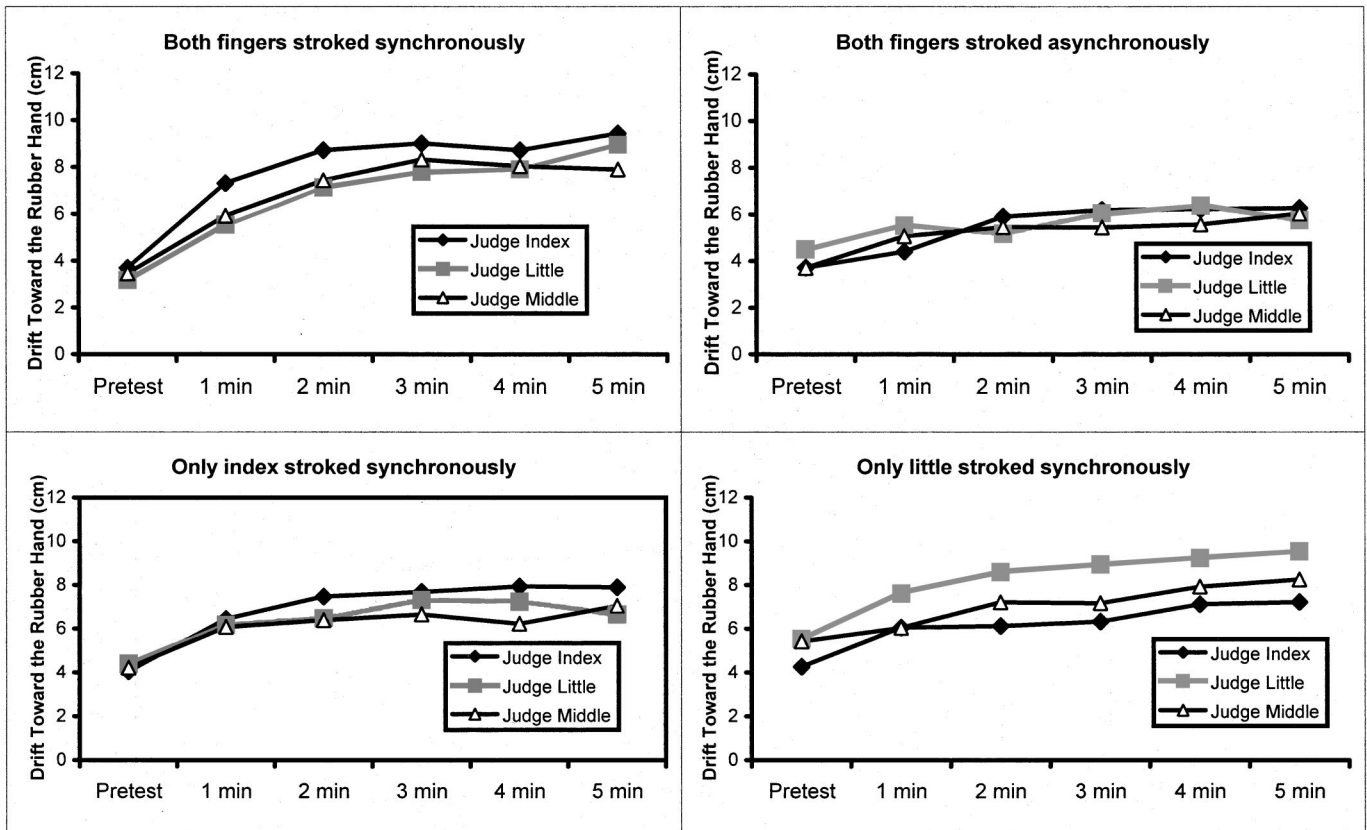 Both fingers stroked synchronously
Drift Toward the Rubber Hand (cm)
12
10
8
6
4
2
0
Judge Index
Judge Little
Judge Middle
Pretest 1 min 2 min 3 min 4 min 5 min
Both fingers stroked asynchronously
Drift Toward the Rubber Hand (cm)
12
10
8
6
4
2
0
Judge Index
Judge Little
Judge Middle
Pretest 1 min 2 min 3 min 4 min 5 min
Only index stroked synchronously
Drift Toward the Rubber Hand (cm)
12
10
8
6
4
2
0
Judge Index
Judge Little
Judge Middle
Pretest 1 min 2 min 3 min 4 min 5 min
Only little stroked synchronously
Drift Toward the Rubber Hand (cm)
12
10
8
6
4
2
0
Judge Index
Judge Little
Judge Middle
Pretest 1 min 2 min 3 min 4 min 5 min